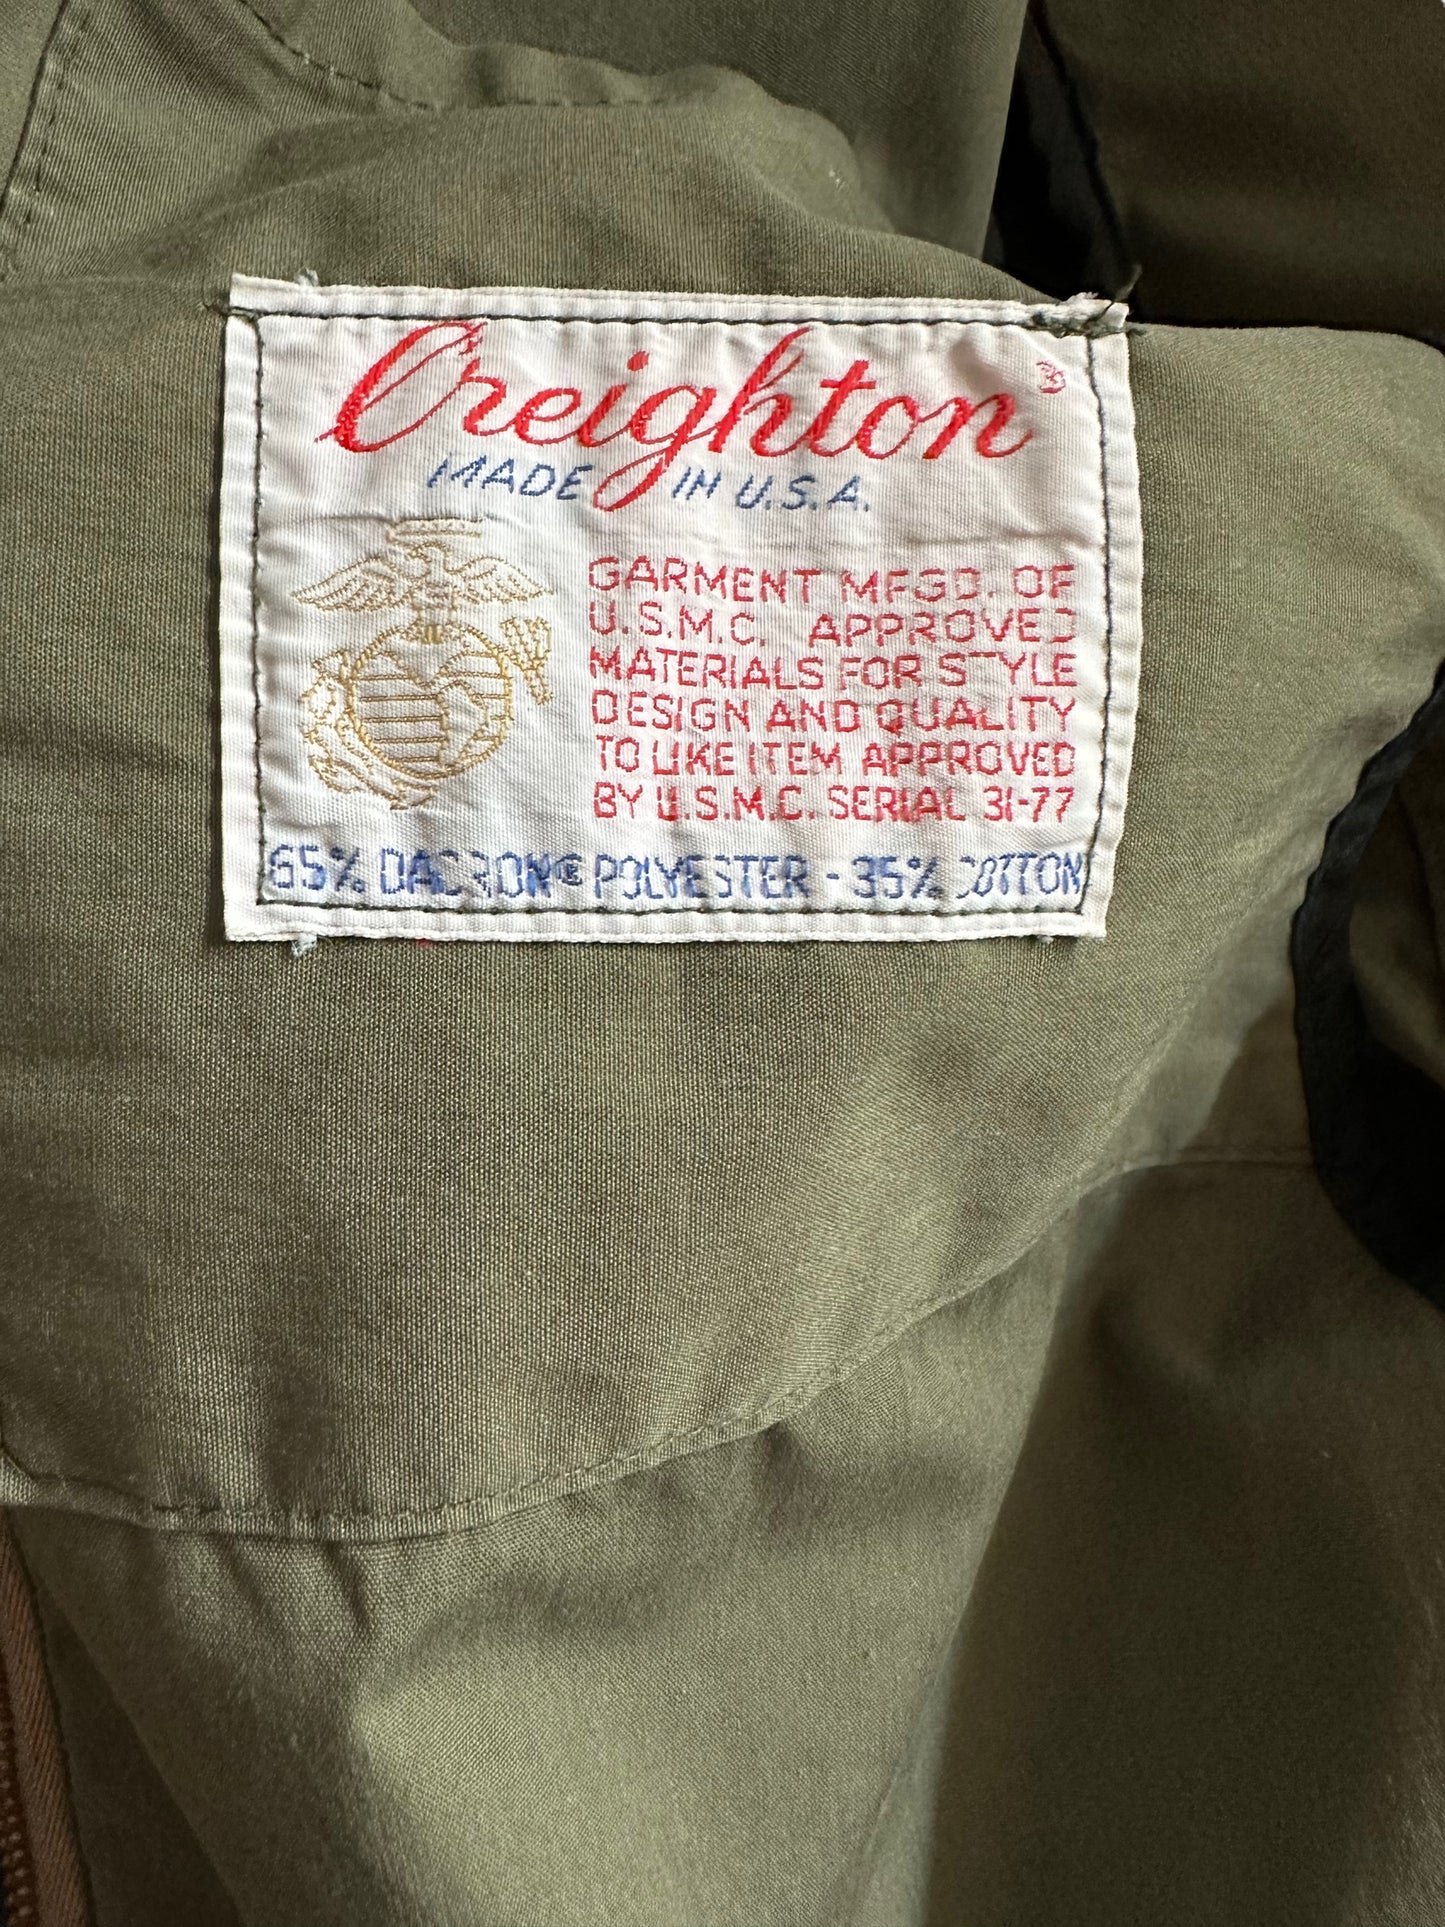 Creighton®
MADE IN U.S.A.
GARMENT MFGD. OF
U.S.M.C. APPROVED
MATERIALS FOR STYLE
DESIGN AND QUALITY
TO LIKE ITEM APPROVED
BY U.S.M.C. SERIAL 31-77
65% DACRON® POLYESTER - 35% COTTON